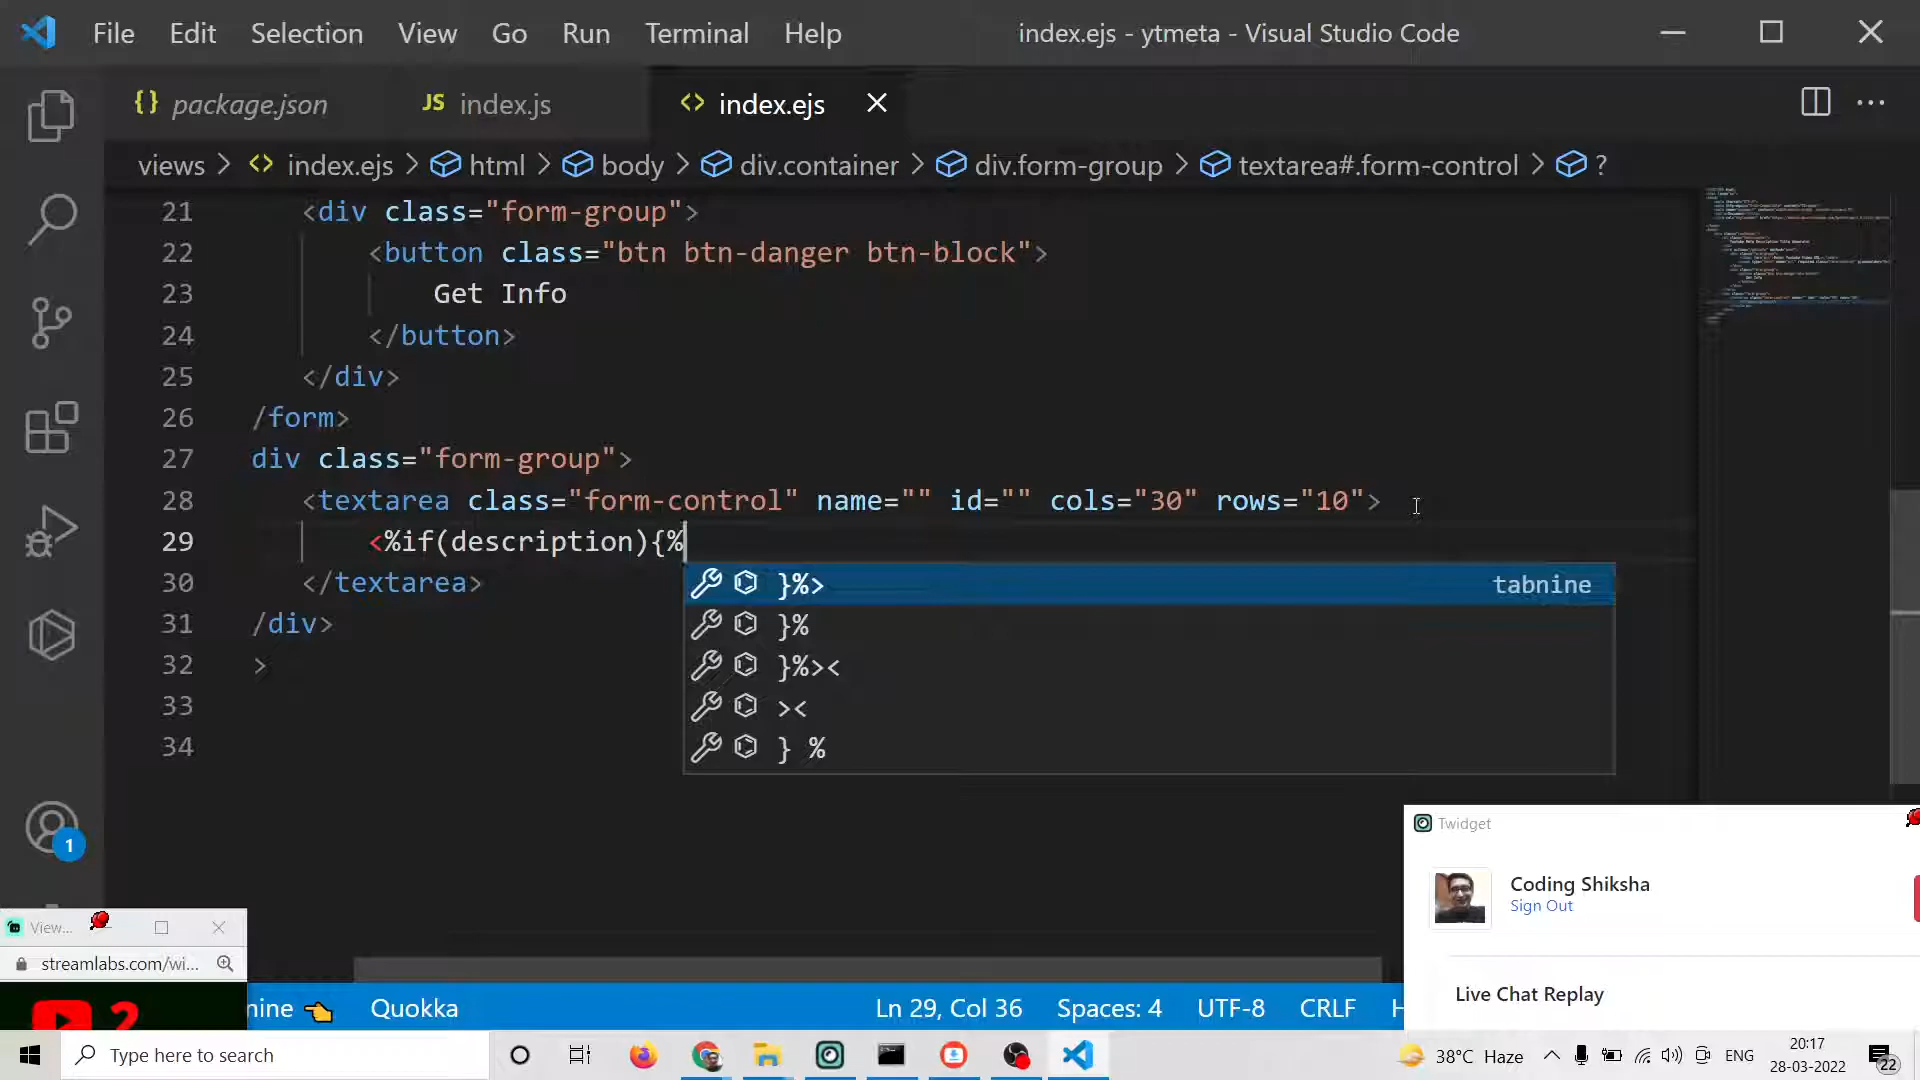 File Edit Selection View Go Run Terminal Help index.ejs - ytmeta - Visual Studio Code
{} package.json JS index.js <> index.ejs
views > <> index.ejs > html > body > div.container > div.form-group > textarea#.form-control > ?
21 <div class="form-group">
22 <button class="btn btn-danger btn-block">
23 Get Info
24 </button>
25 </div>
26 /form>
27 div class="form-group">
28 <textarea class="form-control" name="" id="" cols="30" rows="10">
29 <%if(description){%
}%> tabnine
30 </textarea>
}%
31 /div>
}%><
32 >
><
33
} %
34
1
Twidget
Coding Shiksha
Sign Out
Live Chat Replay
View...
streamlabs.com/wi...
2
nine Quokka Ln 29, Col 36 Spaces: 4 UTF-8 CRLF H
Type here to search 38°C Haze ENG 20:17
28-03-2022
22